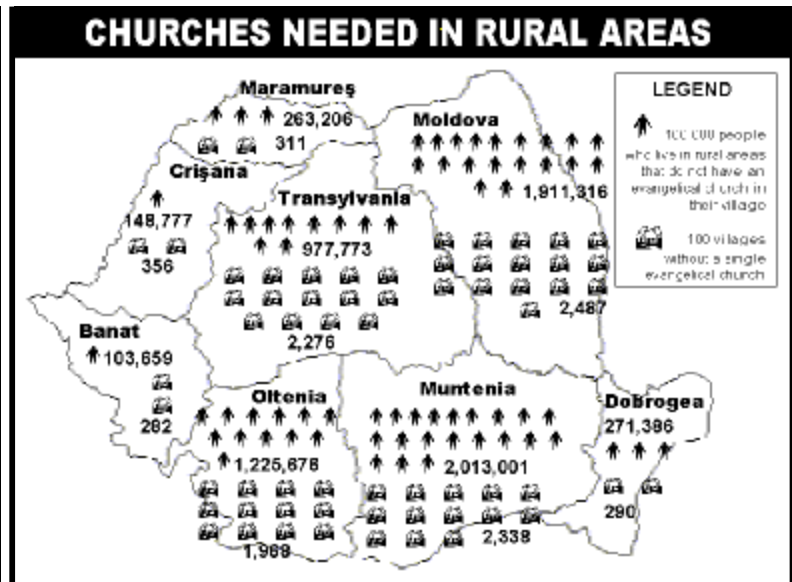 CHURCHES NEEDED IN RURAL AREAS
Maramureş
263,206
311
Moldova
1,911,316
2,487
Crişana
148,777
356
Transylvania
977,773
2,276
Banat
103,659
282
Oltenia
1,225,678
Muntenia
2,013,001
2,338
Dobrogea
271,386
290
LEGEND
100 000 people
who live in rural areas
that do not have an
evangelical church in
their village
100 villages
without a single
evangelical church